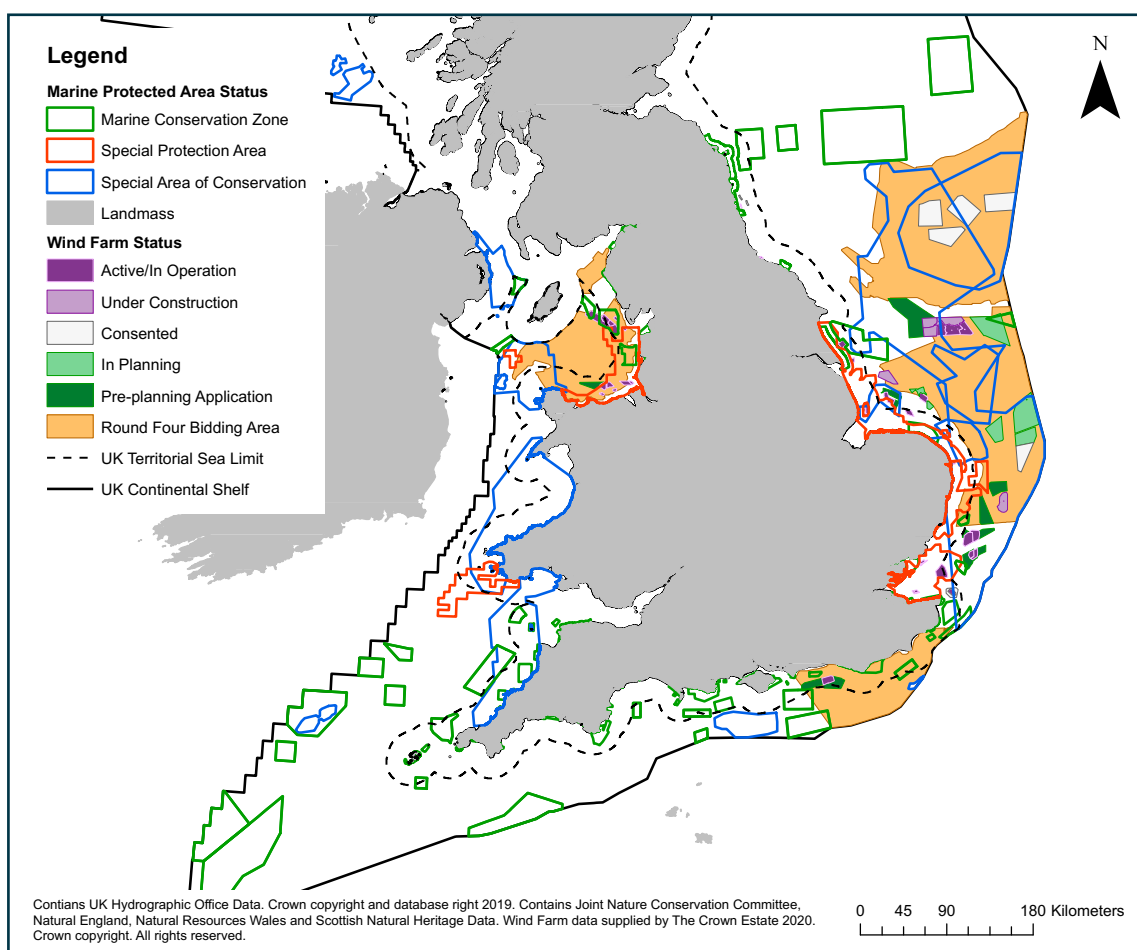 Legend
Marine Protected Area Status
Marine Conservation Zone
Special Protection Area
Special Area of Conservation
Landmass
Wind Farm Status
Active/In Operation
Under Construction
Consented
In Planning
Pre-planning Application
Round Four Bidding Area
UK Territorial Sea Limit
UK Continental Shelf
N
Contians UK Hydrographic Office Data. Crown copyright and database right 2019. Contains Joint Nature Conservation Committee,
Natural England, Natural Resources Wales and Scottish Natural Heritage Data. Wind Farm data supplied by The Crown Estate 2020.
Crown copyright. All rights reserved.
0 45 90 180 Kilometers